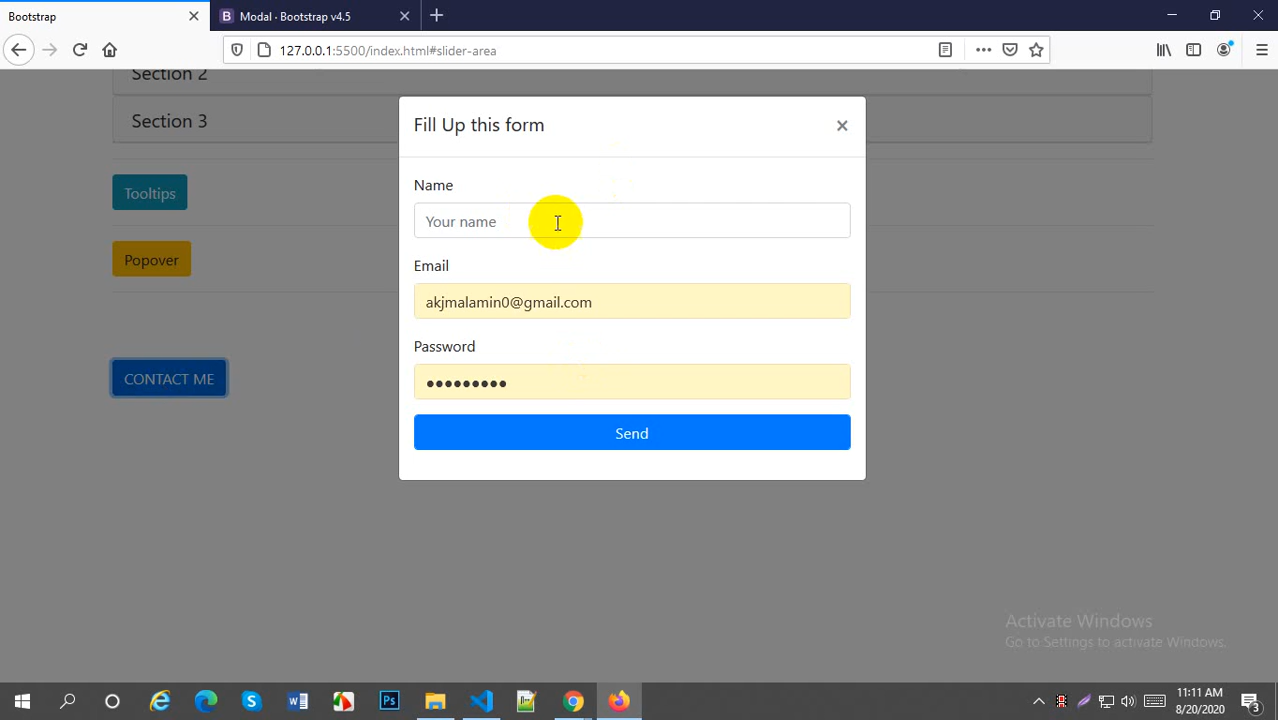 Bootstrap
B Modal · Bootstrap v4.5
127.0.0.1:5500/index.html#slider-area
Section 2
Section 3
Tooltips
Popover
CONTACT ME
Fill Up this form
×
Name
Your name
Email
akjmalamin0@gmail.com
Password
●●●●●●●●●
Send
Activate Windows
Go to Settings to activate Windows.
11:11 AM
8/20/2020
3